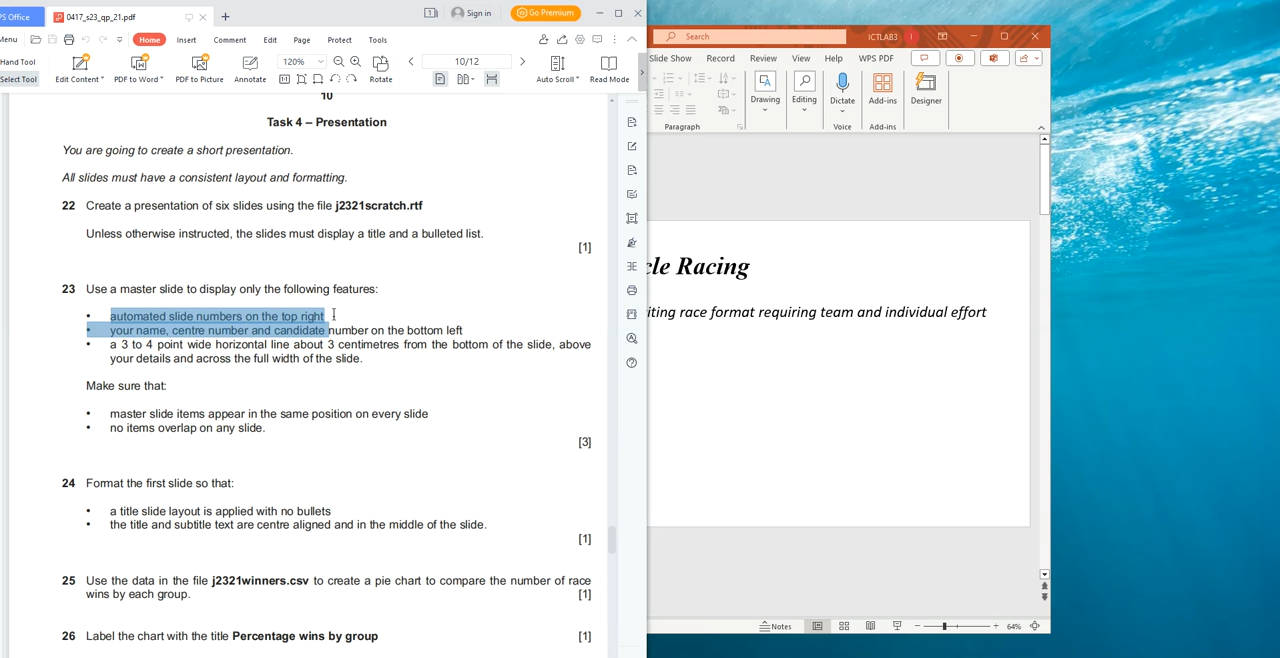 PS Office
0417_s23_qp_21.pdf
+
1
Sign in
Go Premium
Menu
Home
Insert
Comment
Edit
Page
Protect
Tools
Hand Tool
Select Tool
Edit Content
PDF to Word
PDF to Picture
Annotate
120%
Rotate
10/12
Auto Scroll
Read Mode
10
Task 4 – Presentation
You are going to create a short presentation.
All slides must have a consistent layout and formatting.
22 Create a presentation of six slides using the file j2321scratch.rtf
Unless otherwise instructed, the slides must display a title and a bulleted list.
[1]
23 Use a master slide to display only the following features:
• automated slide numbers on the top right
• your name, centre number and candidate number on the bottom left
• a 3 to 4 point wide horizontal line about 3 centimetres from the bottom of the slide, above
your details and across the full width of the slide.
Make sure that:
• master slide items appear in the same position on every slide
• no items overlap on any slide.
[3]
24 Format the first slide so that:
• a title slide layout is applied with no bullets
• the title and subtitle text are centre aligned and in the middle of the slide.
[1]
25 Use the data in the file j2321winners.csv to create a pie chart to compare the number of race
wins by each group. [1]
26 Label the chart with the title Percentage wins by group [1]
Search
ICTLAB3
I
Slide Show
Record
Review
View
Help
WPS PDF
Drawing
Editing
Dictate
Add-ins
Designer
Paragraph
Voice
Add-ins
cle Racing
iting race format requiring team and individual effort
Notes
64%